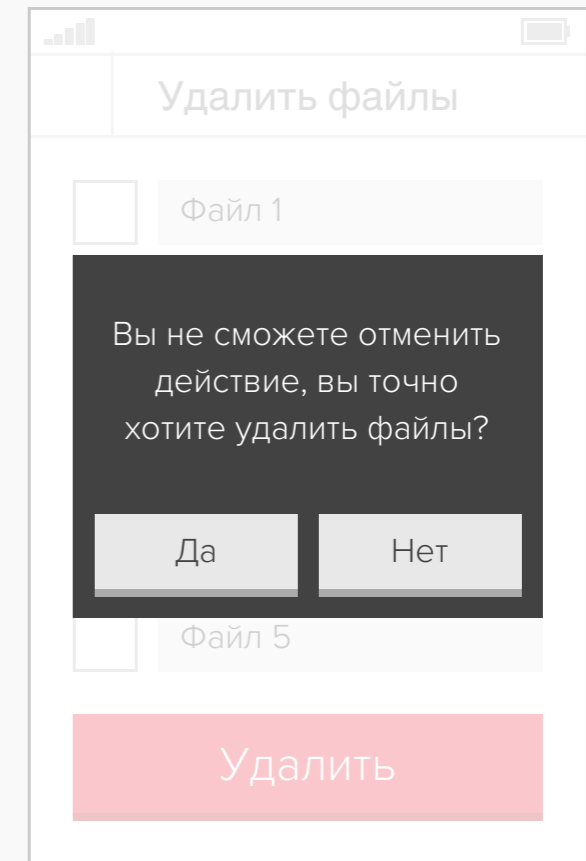 Удалить файлы
Файл 1
Вы не сможете отменить
действие, вы точно
хотите удалить файлы?
Да
Нет
Файл 5
Удалить